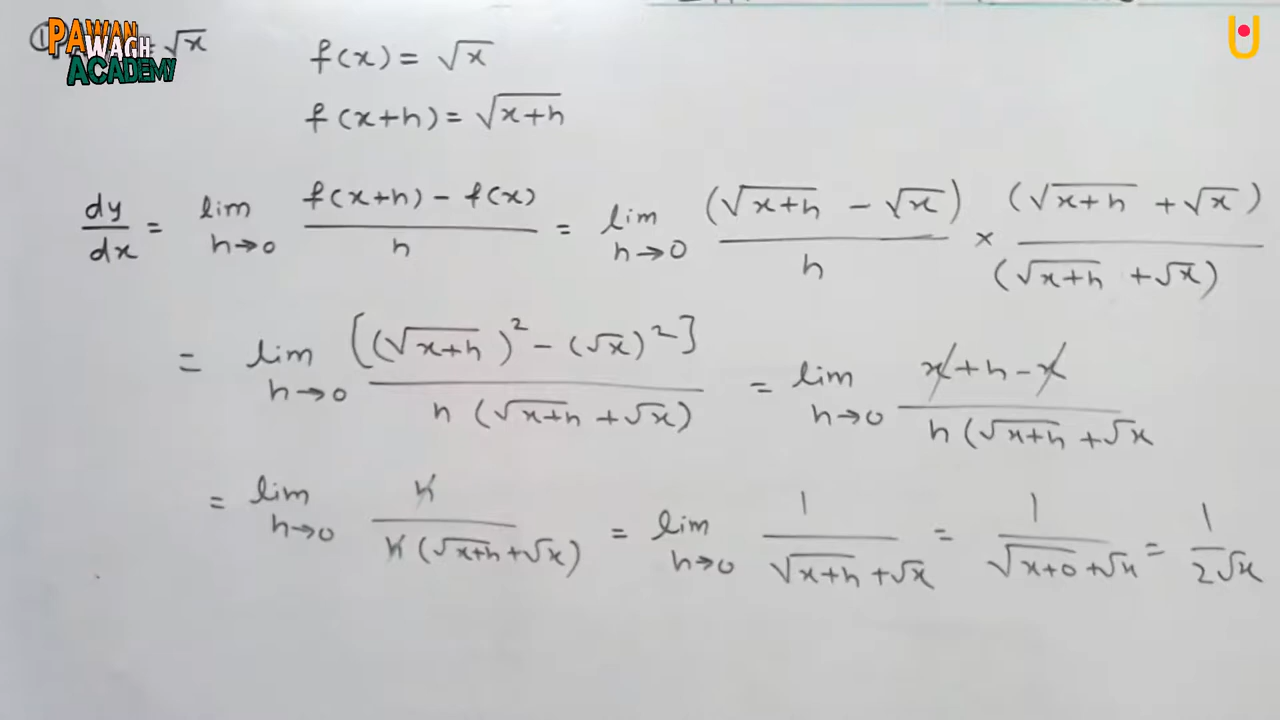 ① = √x
PAWAN
WAGH
ACADEMY
f(x) = √x
f(x+h) = √(x+h)
dy/dx = lim h→0 f(x+h) - f(x) / h = lim h→0 (√(x+h) - √x) / h × (√(x+h) + √x) / (√(x+h) + √x)
= lim h→0 [(√(x+h))² - (√x)²] / h (√(x+h) + √x) = lim h→0 x + h - x / h (√(x+h) + √x
= lim h→0 h / h (√(x+h) + √x) = lim h→0 1 / √(x+h) + √x = 1 / √(x+0) + √x = 1 / 2√x